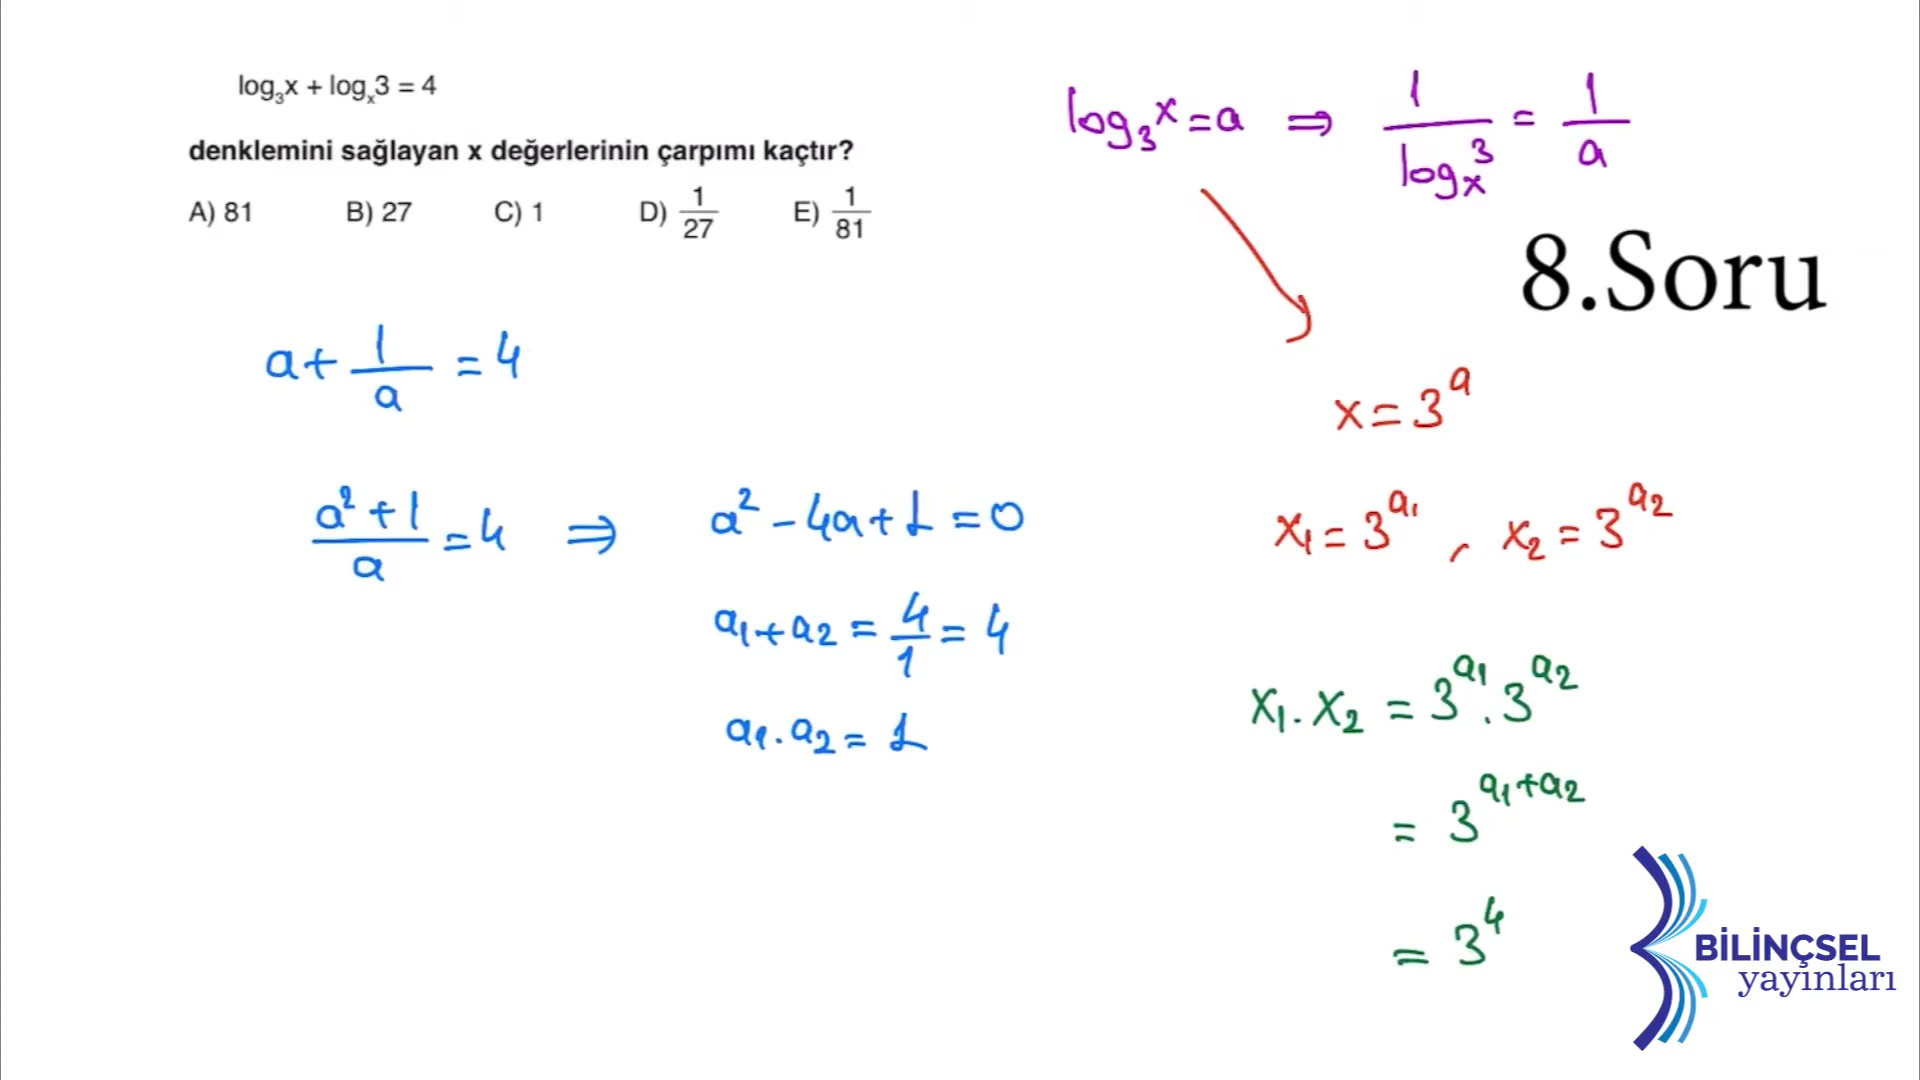 log₃x + logₓ3 = 4
denklemini sağlayan x değerlerinin çarpımı kaçtır?
A) 81 B) 27 C) 1 D) 1/27 E) 1/81
log₃x = a ⇒ 1/logₓ3 = 1/a
8.Soru
a + 1/a = 4
x = 3^a
(a² + 1)/a = 4 ⇒ a² - 4a + 1 = 0
x₁ = 3^a₁ , x₂ = 3^a₂
a₁ + a₂ = 4/1 = 4
a₁ . a₂ = 1
x₁ . x₂ = 3^a₁ . 3^a₂
= 3^(a₁+a₂)
= 3⁴
BİLİNÇSEL
yayınları